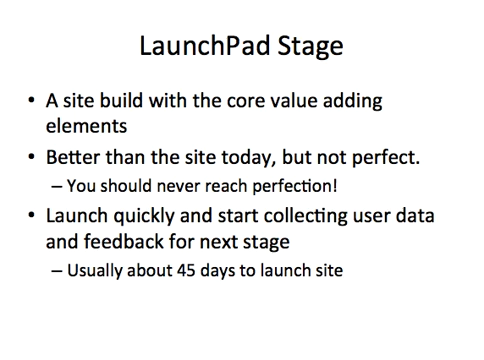 LaunchPad Stage
• A site build with the core value adding
elements
• Better than the site today, but not perfect.
– You should never reach perfection!
• Launch quickly and start collecting user data
and feedback for next stage
– Usually about 45 days to launch site